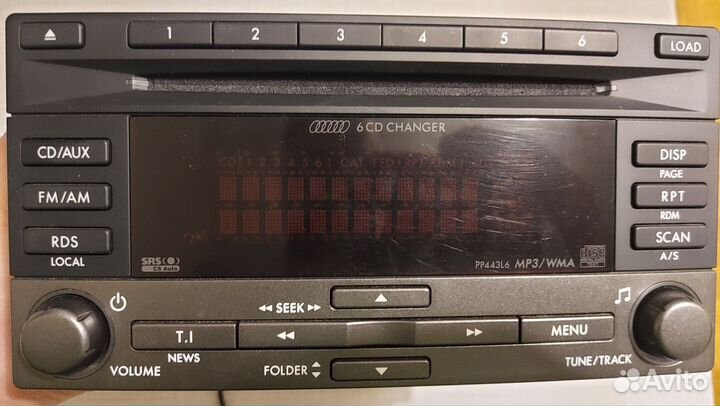 1 2 3 4 5 6 LOAD
6 CD CHANGER
CD/AUX
DISP
PAGE
FM/AM
RPT
RDM
RDS
LOCAL
SCAN
A/S
SRS
CS Auto
PP443L6 MP3/WMA
SEEK
T.I
NEWS
MENU
VOLUME
FOLDER
TUNE/TRACK
Avito